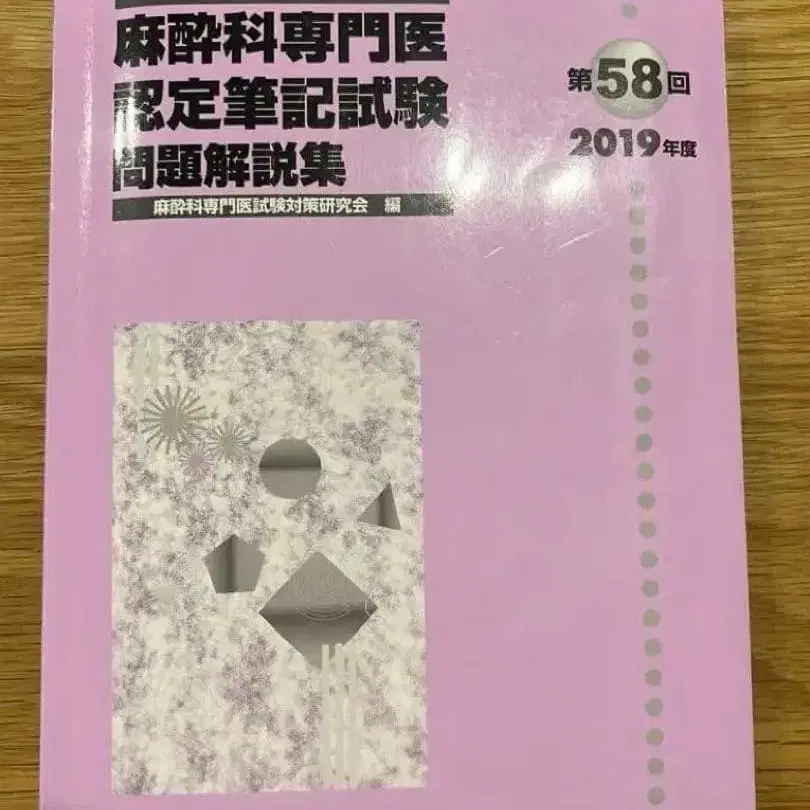 麻酔科専門医
認定筆記試験
問題解説集
麻酔科専門医試験対策研究会 編
第58回
2019年度